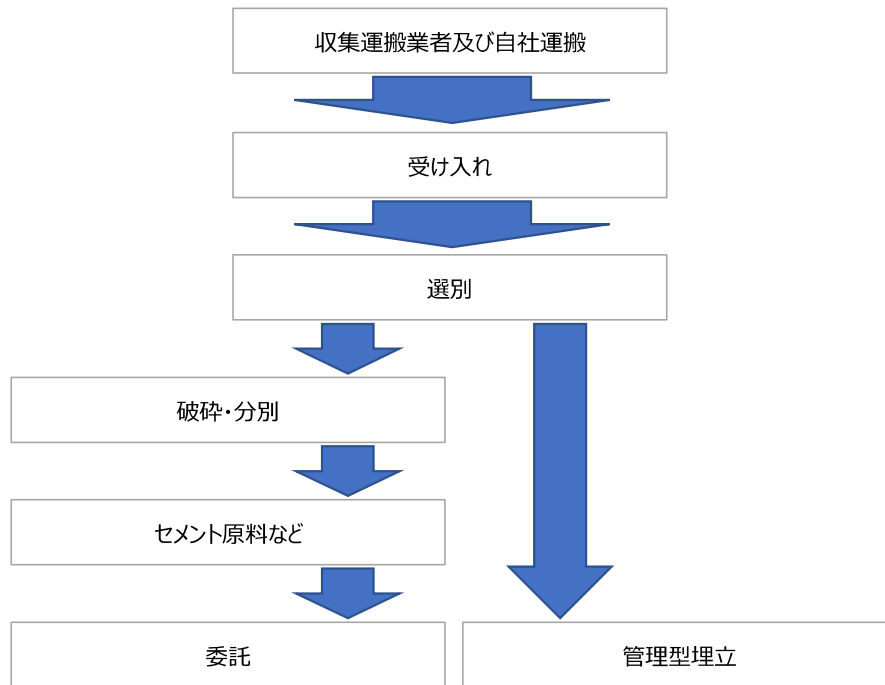 収集運搬業者及び自社運搬
受け入れ
選別
破砕・分別
セメント原料など
委託
管理型埋立